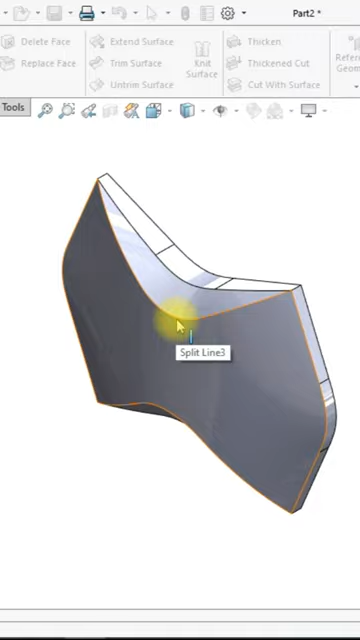 Part2 *
Delete Face
Extend Surface
Thicken
Replace Face
Trim Surface
Knit
Surface
Thickened Cut
Untrim Surface
Cut With Surface
Tools
Split Line3